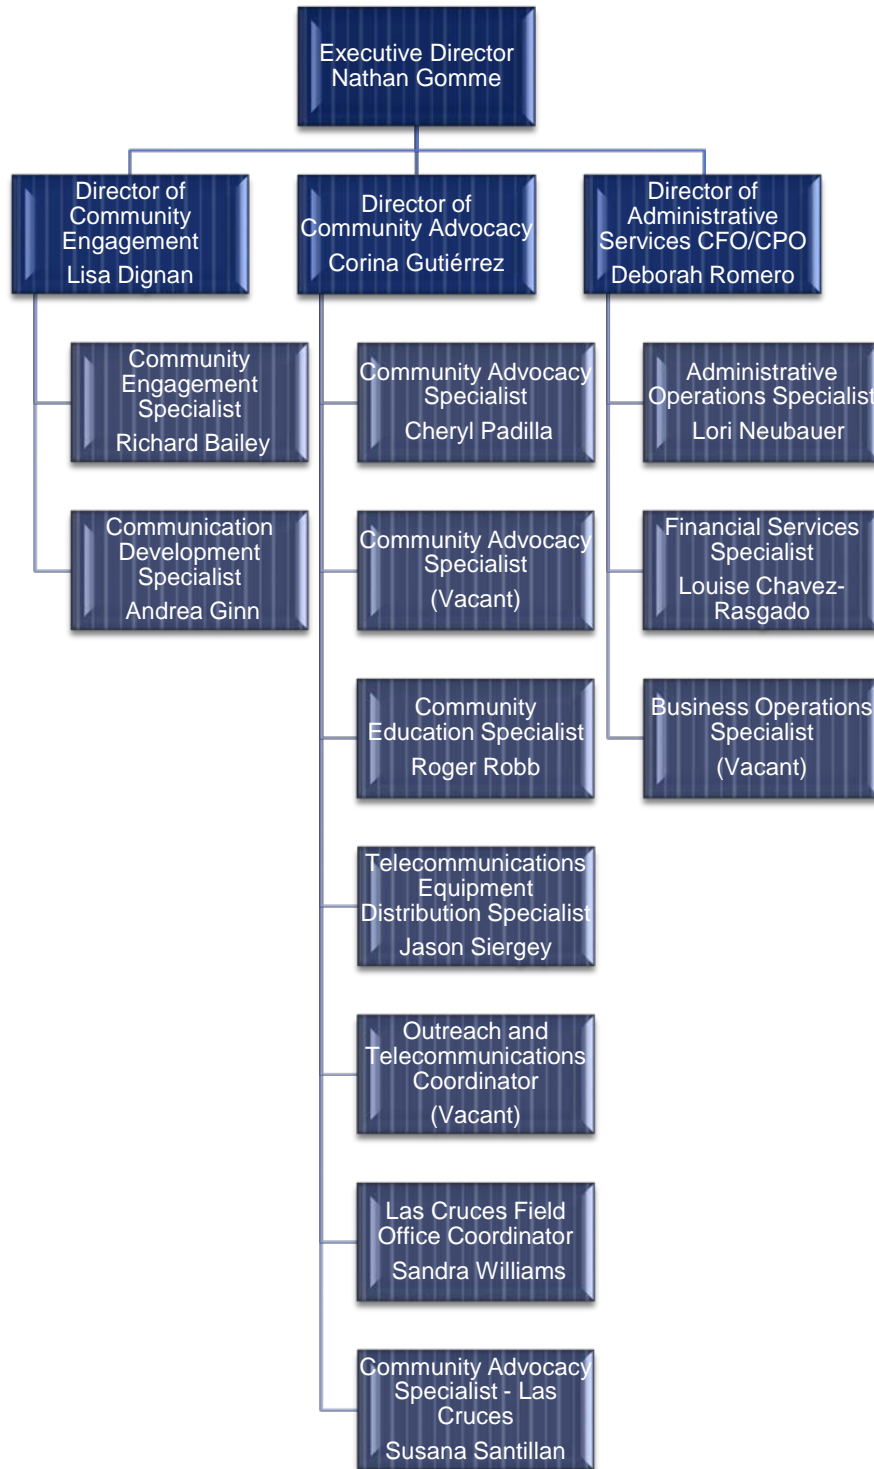 Executive Director
Nathan Gomme
Director of
Community
Engagement
Lisa Dignan
Director of
Community Advocacy
Corina Gutiérrez
Director of
Administrative
Services CFO/CPO
Deborah Romero
Community
Engagement
Specialist
Richard Bailey
Communication
Development
Specialist
Andrea Ginn
Community Advocacy
Specialist
Cheryl Padilla
Community Advocacy
Specialist
(Vacant)
Community
Education Specialist
Roger Robb
Telecommunications
Equipment
Distribution Specialist
Jason Siergey
Outreach and
Telecommunications
Coordinator
(Vacant)
Las Cruces Field
Office Coordinator
Sandra Williams
Community Advocacy
Specialist - Las
Cruces
Susana Santillan
Administrative
Operations Specialist
Lori Neubauer
Financial Services
Specialist
Louise Chavez-
Rasgado
Business Operations
Specialist
(Vacant)